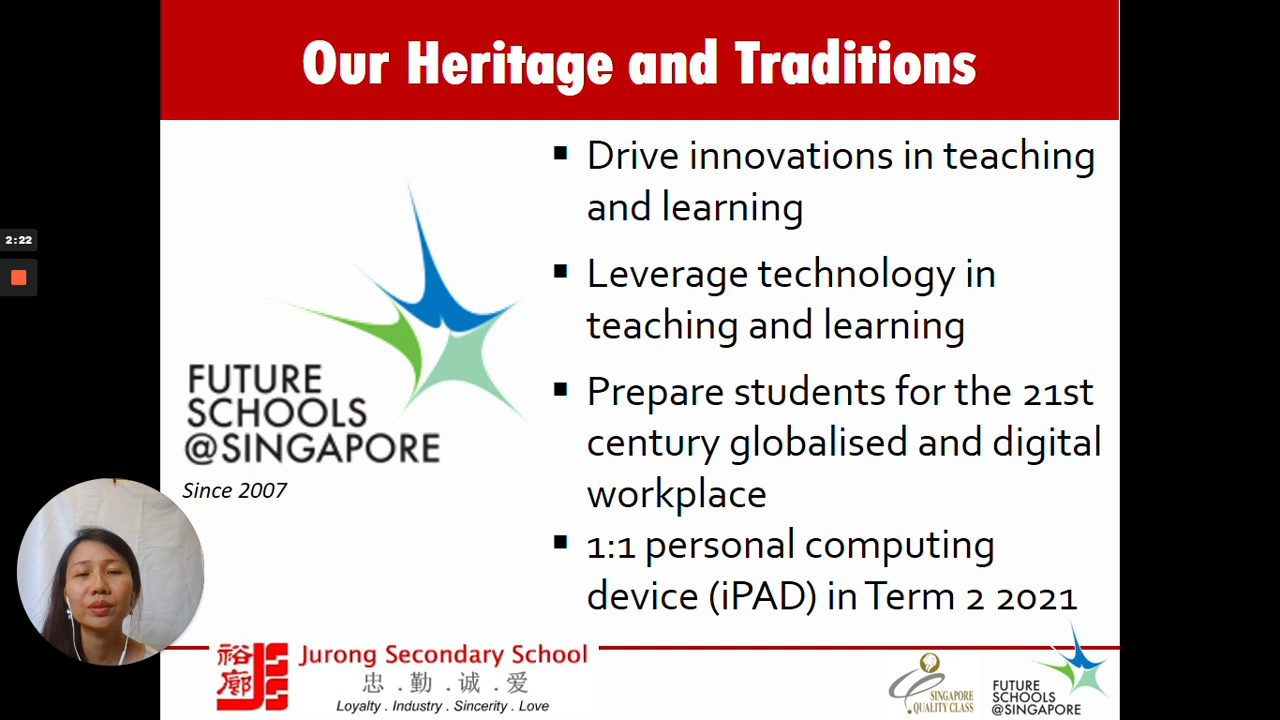 Our Heritage and Traditions
▪ Drive innovations in teaching
and learning
▪ Leverage technology in
teaching and learning
▪ Prepare students for the 21st
century globalised and digital
workplace
▪ 1:1 personal computing
device (iPAD) in Term 2 2021
FUTURE
SCHOOLS
@SINGAPORE
Since 2007
2:22
裕廊
Jurong Secondary School
忠 . 勤 . 诚 . 爱
Loyalty . Industry . Sincerity . Love
SINGAPORE
QUALITY CLASS
FUTURE
SCHOOLS
@SINGAPORE